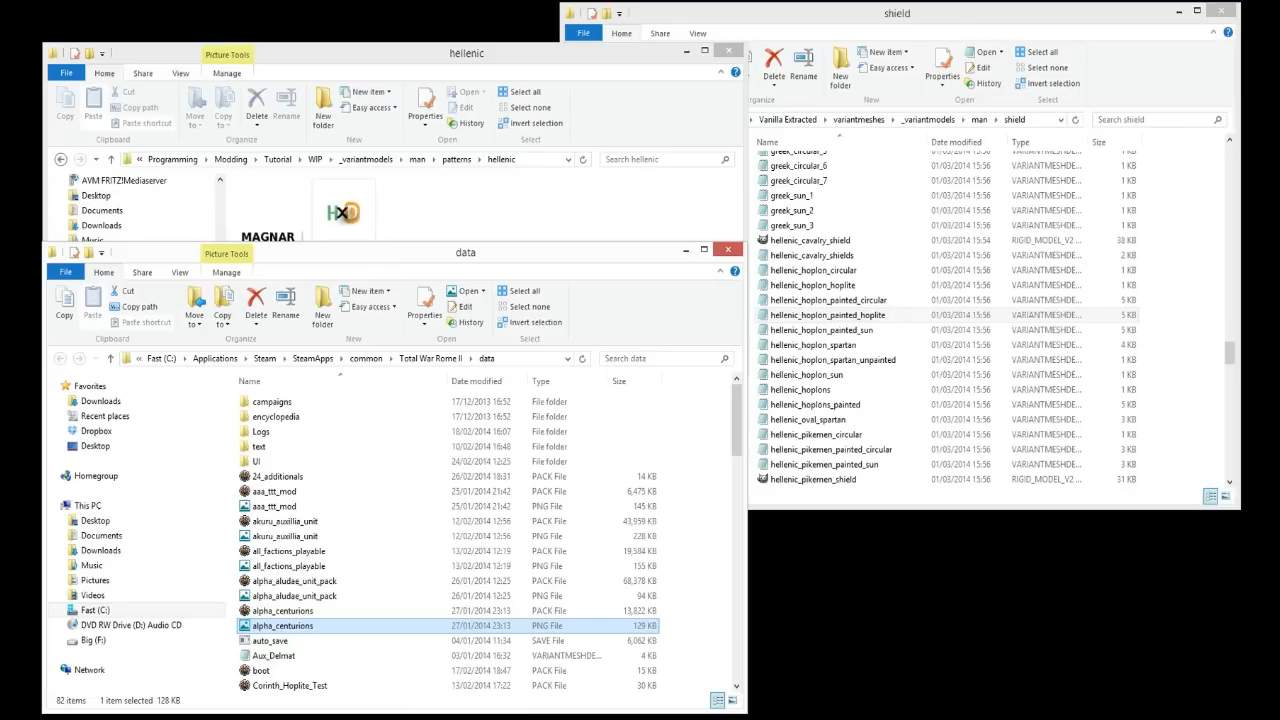 shield
File Home Share View
Delete Rename New folder New item Easy access Properties Open Edit History Select all Select none Invert selection
New Open Select
Vanilla Extracted variantmeshes _variantmodels man shield Search shield
Name Date modified Type Size
greek_circular_6 01/03/2014 15:56 VARIANTMESHDE... 1 KB
greek_circular_7 01/03/2014 15:56 VARIANTMESHDE... 1 KB
greek_sun_1 01/03/2014 15:56 VARIANTMESHDE... 1 KB
greek_sun_2 01/03/2014 15:56 VARIANTMESHDE... 1 KB
greek_sun_3 01/03/2014 15:56 VARIANTMESHDE... 1 KB
hellenic_cavalry_shield 01/03/2014 15:54 RIGID_MODEL_V2 ... 38 KB
hellenic_cavalry_shields 01/03/2014 15:56 VARIANTMESHDE... 2 KB
hellenic_hoplon_circular 01/03/2014 15:56 VARIANTMESHDE... 1 KB
hellenic_hoplon_hoplite 01/03/2014 15:56 VARIANTMESHDE... 1 KB
hellenic_hoplon_painted_circular 01/03/2014 15:56 VARIANTMESHDE... 5 KB
hellenic_hoplon_painted_hoplite 01/03/2014 15:56 VARIANTMESHDE... 5 KB
hellenic_hoplon_painted_sun 01/03/2014 15:56 VARIANTMESHDE... 2 KB
hellenic_hoplon_spartan 01/03/2014 15:56 VARIANTMESHDE... 4 KB
hellenic_hoplon_spartan_unpainted 01/03/2014 15:56 VARIANTMESHDE... 1 KB
hellenic_hoplon_sun 01/03/2014 15:56 VARIANTMESHDE... 1 KB
hellenic_hoplons 01/03/2014 15:56 VARIANTMESHDE... 1 KB
hellenic_hoplons_painted 01/03/2014 15:56 VARIANTMESHDE... 5 KB
hellenic_oval_spartan 01/03/2014 15:56 VARIANTMESHDE... 2 KB
hellenic_pikemen_circular 01/03/2014 15:56 VARIANTMESHDE... 1 KB
hellenic_pikemen_painted_circular 01/03/2014 15:56 VARIANTMESHDE... 3 KB
hellenic_pikemen_painted_sun 01/03/2014 15:56 VARIANTMESHDE... 3 KB
hellenic_pikemen_shield 01/03/2014 15:56 RIGID_MODEL_V2 ... 31 KB
Picture Tools hellenic
File Home Share View Manage
Copy Paste Cut Copy path Paste shortcut Move to Copy to Delete Rename New folder New item Easy access Properties Open Edit History Select all Select none Invert selection
Clipboard Organize New Open Select
« Programming Modding Tutorial WIP _variantmodels man patterns hellenic Search hellenic
AVM FRITZ!Mediaserver
Desktop
Documents
Downloads
Music
HXD
MAGNAR
Picture Tools data
File Home Share View Manage
Copy Paste Cut Copy path Paste shortcut Move to Copy to Delete Rename New folder New item Easy access Properties Open Edit History Select all Select none Invert selection
Clipboard Organize New Open Select
« Fast (C:) Applications Steam SteamApps common Total War Rome II data Search data
Name Date modified Type Size
Favorites
Downloads
Recent places
Dropbox
Desktop
Homegroup
This PC
Desktop
Documents
Downloads
Music
Pictures
Videos
Fast (C:)
DVD RW Drive (D:) Audio CD
Big (F:)
Network
campaigns 17/12/2013 16:52 File folder
encyclopedia 17/12/2013 16:52 File folder
Logs 18/02/2014 16:07 File folder
text 10/02/2014 16:48 File folder
UI 24/02/2014 12:25 File folder
24_additionals 26/02/2014 18:31 PACK File 14 KB
aaa_ttt_mod 25/01/2014 21:42 PACK File 6,475 KB
aaa_ttt_mod 25/01/2014 21:42 PNG File 145 KB
akuru_auxillia_unit 12/02/2014 12:56 PACK File 43,959 KB
akuru_auxillia_unit 12/02/2014 12:56 PNG File 228 KB
all_factions_playable 13/02/2014 12:19 PACK File 19,584 KB
all_factions_playable 13/02/2014 12:19 PNG File 155 KB
alpha_aludae_unit_pack 26/01/2014 12:25 PACK File 68,378 KB
alpha_aludae_unit_pack 26/01/2014 12:25 PNG File 94 KB
alpha_centurions 27/01/2014 23:13 PACK File 13,822 KB
alpha_centurions 27/01/2014 23:13 PNG File 129 KB
auto_save 04/01/2014 11:34 SAVE File 6,062 KB
Aux_Delmat 03/01/2014 16:32 VARIANTMESHDE... 4 KB
boot 17/02/2014 18:47 PACK File 15 KB
Corinth_Hoplite_Test 13/02/2014 17:22 PACK File 30 KB
82 items 1 item selected 128 KB